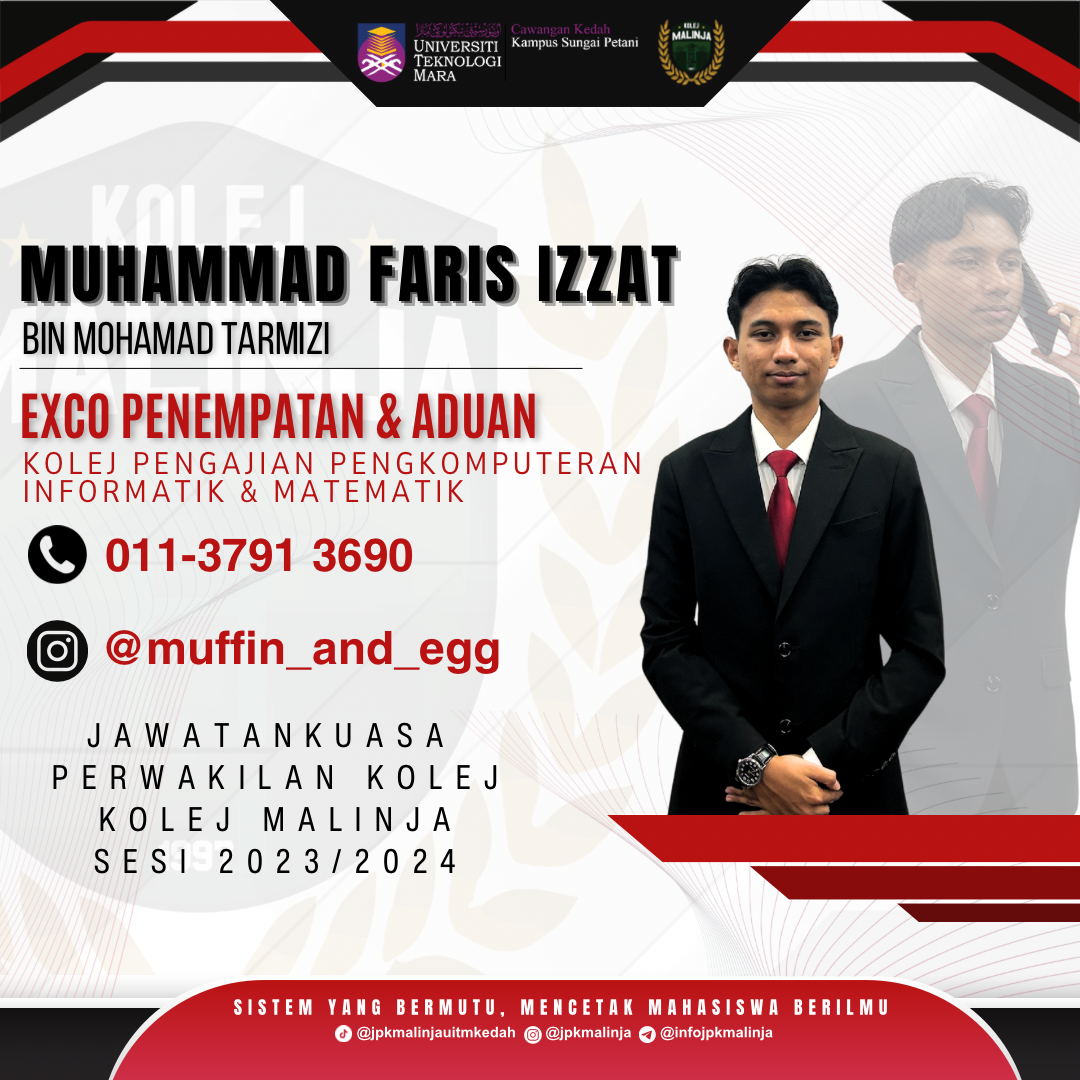 UNIVERSITI
TEKNOLOGI
MARA
Cawangan Kedah
Kampus Sungai Petani
KOLEJ
MALINJA
KOLEJ
MALINJA
MUHAMMAD FARIS IZZAT
BIN MOHAMAD TARMIZI
EXCO PENEMPATAN & ADUAN
KOLEJ PENGAJIAN PENGKOMPUTERAN
INFORMATIK & MATEMATIK
011-3791 3690
@muffin_and_egg
JAWATANKUASA
PERWAKILAN KOLEJ
KOLEJ MALINJA
SESI 2023/2024
SISTEM YANG BERMUTU, MENCETAK MAHASISWA BERILMU
@jpkmalinjauitmkedah @jpkmalinja @infojpkmalinja